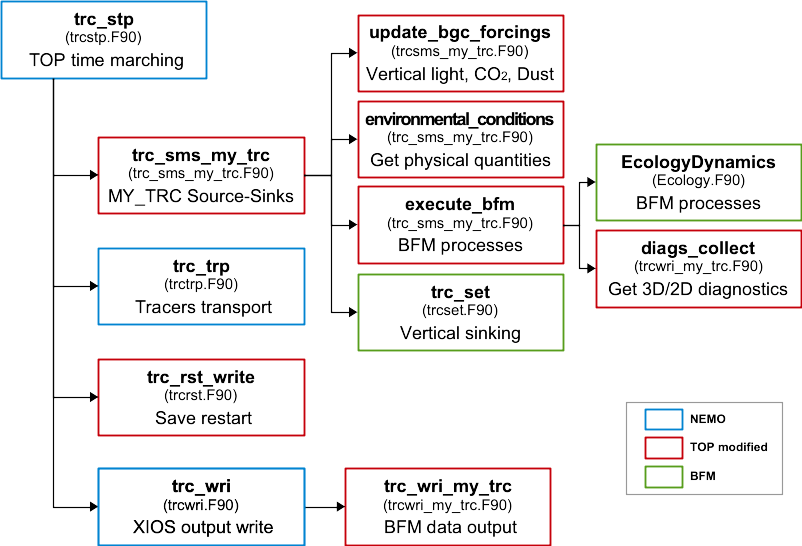 trc_stp
(trcstp.F90)
TOP time marching
trc_sms_my_trc
(trc_sms_my_trc.F90)
MY_TRC Source-Sinks
trc_trp
(trctrp.F90)
Tracers transport
trc_rst_write
(trcrst.F90)
Save restart
trc_wri
(trcwri.F90)
XIOS output write
update_bgc_forcings
(trcsms_my_trc.F90)
Vertical light, CO₂, Dust
environmental_conditions
(trc_sms_my_trc.F90)
Get physical quantities
execute_bfm
(trc_sms_my_trc.F90)
BFM processes
trc_set
(trcset.F90)
Vertical sinking
trc_wri_my_trc
(trcwri_my_trc.F90)
BFM data output
EcologyDynamics
(Ecology.F90)
BFM processes
diags_collect
(trcwri_my_trc.F90)
Get 3D/2D diagnostics
NEMO
TOP modified
BFM